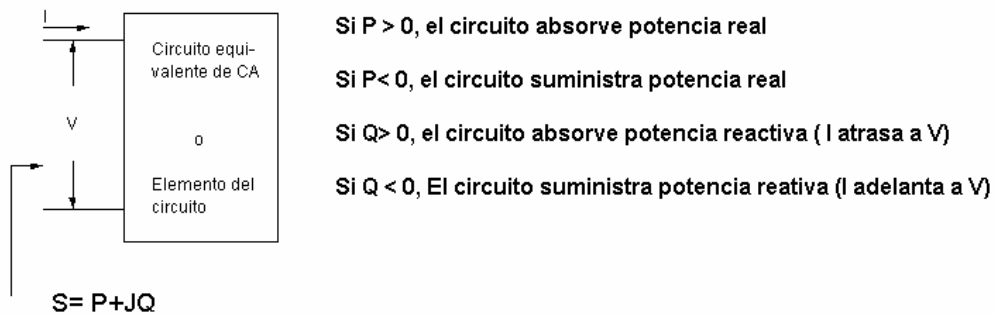 I
Circuito equi-
valente de CA
V
o
Elemento del
circuito
S= P+JQ
Si P > 0, el circuito absorve potencia real
Si P< 0, el circuito suministra potencia real
Si Q> 0, el circuito absorve potencia reactiva ( I atrasa a V)
Si Q < 0, El circuito suministra potencia reativa (I adelanta a V)